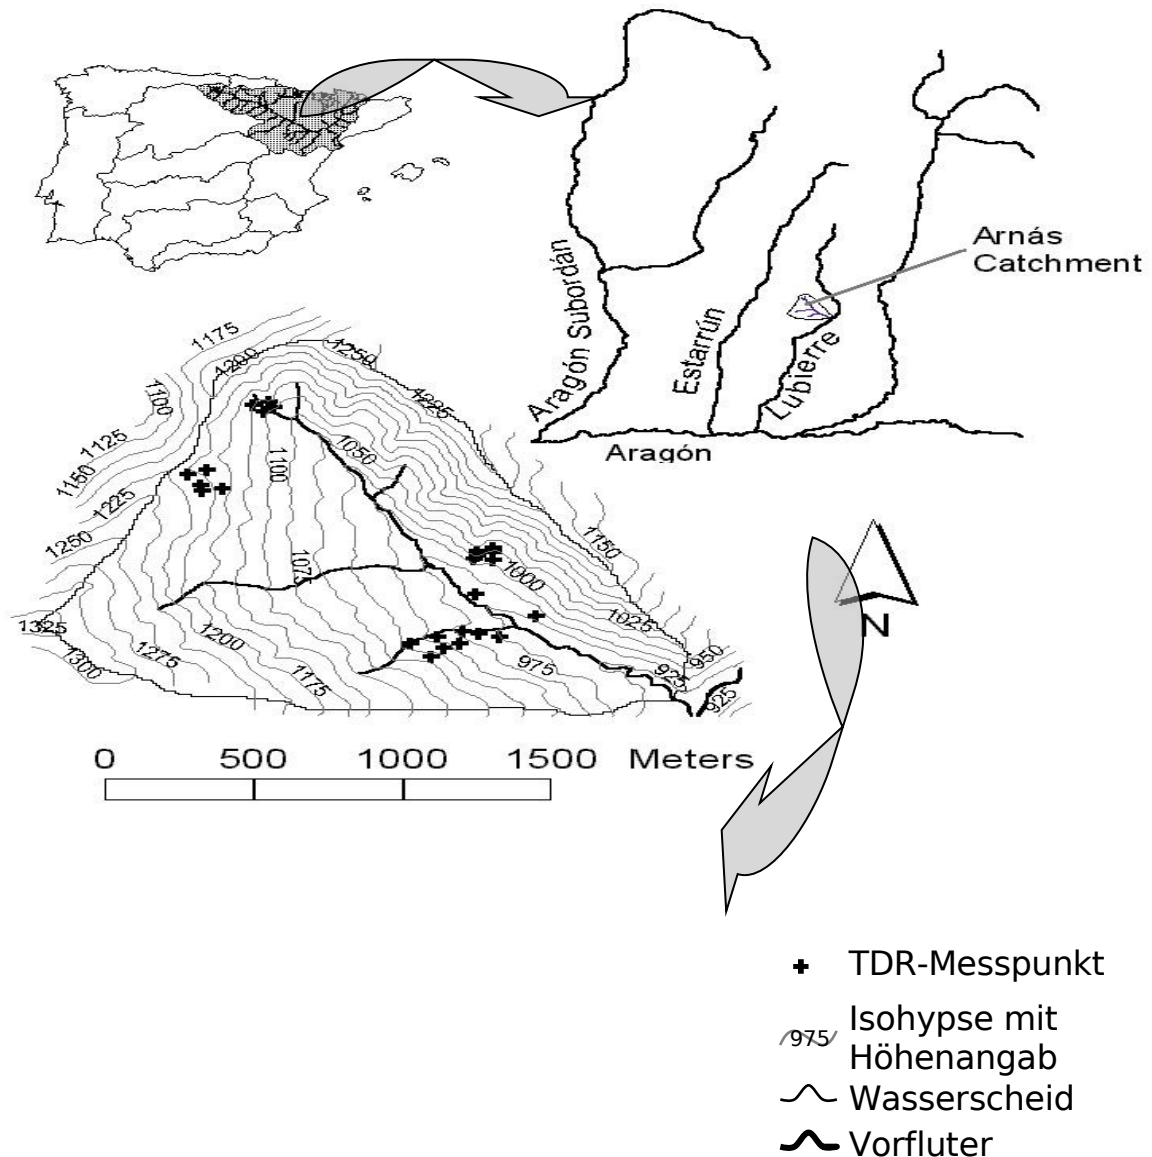 Arnás
Catchment
Aragón Subordán
Estarrún
Lubierre
Aragón
1175
1200
1250
1225
1100
1125
1150
1225
1250
1050
1100
1075
1150
1000
1025
1325
1300
1275
1200
1175
975
950
925
925
N
0 500 1000 1500 Meters
TDR-Messpunkt
975
Isohypse mit
Höhenangab
Wasserscheid
Vorfluter